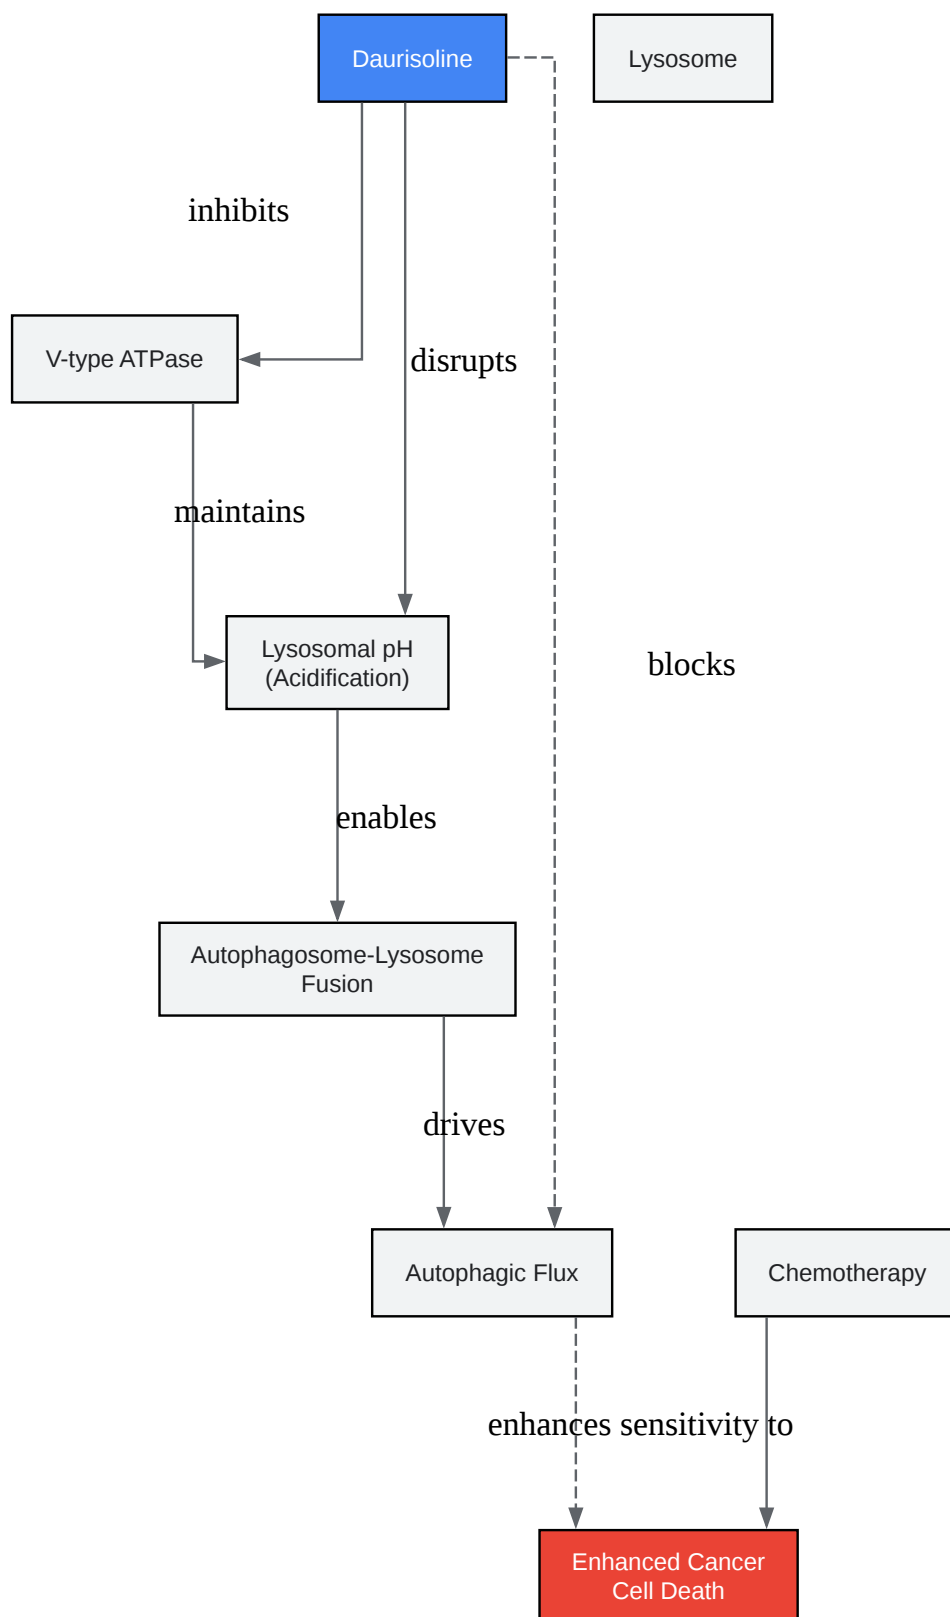 Daurisoline
Lysosome
inhibits
V-type ATPase
disrupts
maintains
Lysosomal pH
(Acidification)
blocks
enables
Autophagosome-Lysosome
Fusion
drives
Autophagic Flux
Chemotherapy
enhances sensitivity to
Enhanced Cancer
Cell Death